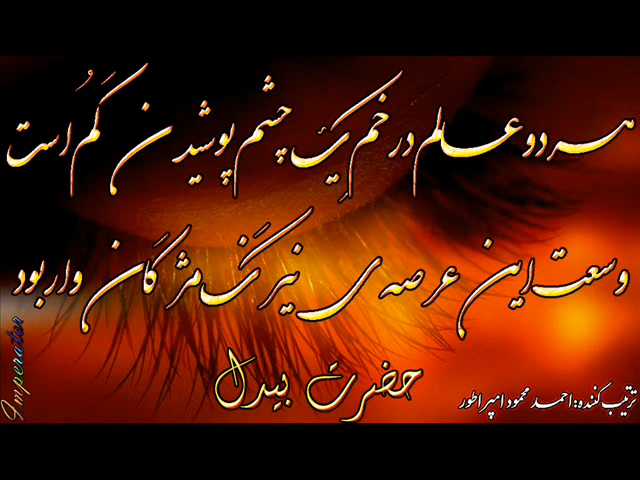 هر دو عالم در خمِ یک چشم پوشیدن گُم است
وسعت این عرصه‌ی نیرنگ مژگان وار بود
حضرت بیدل
ترتیب کننده: احمد محمود امپراطور
Imperator